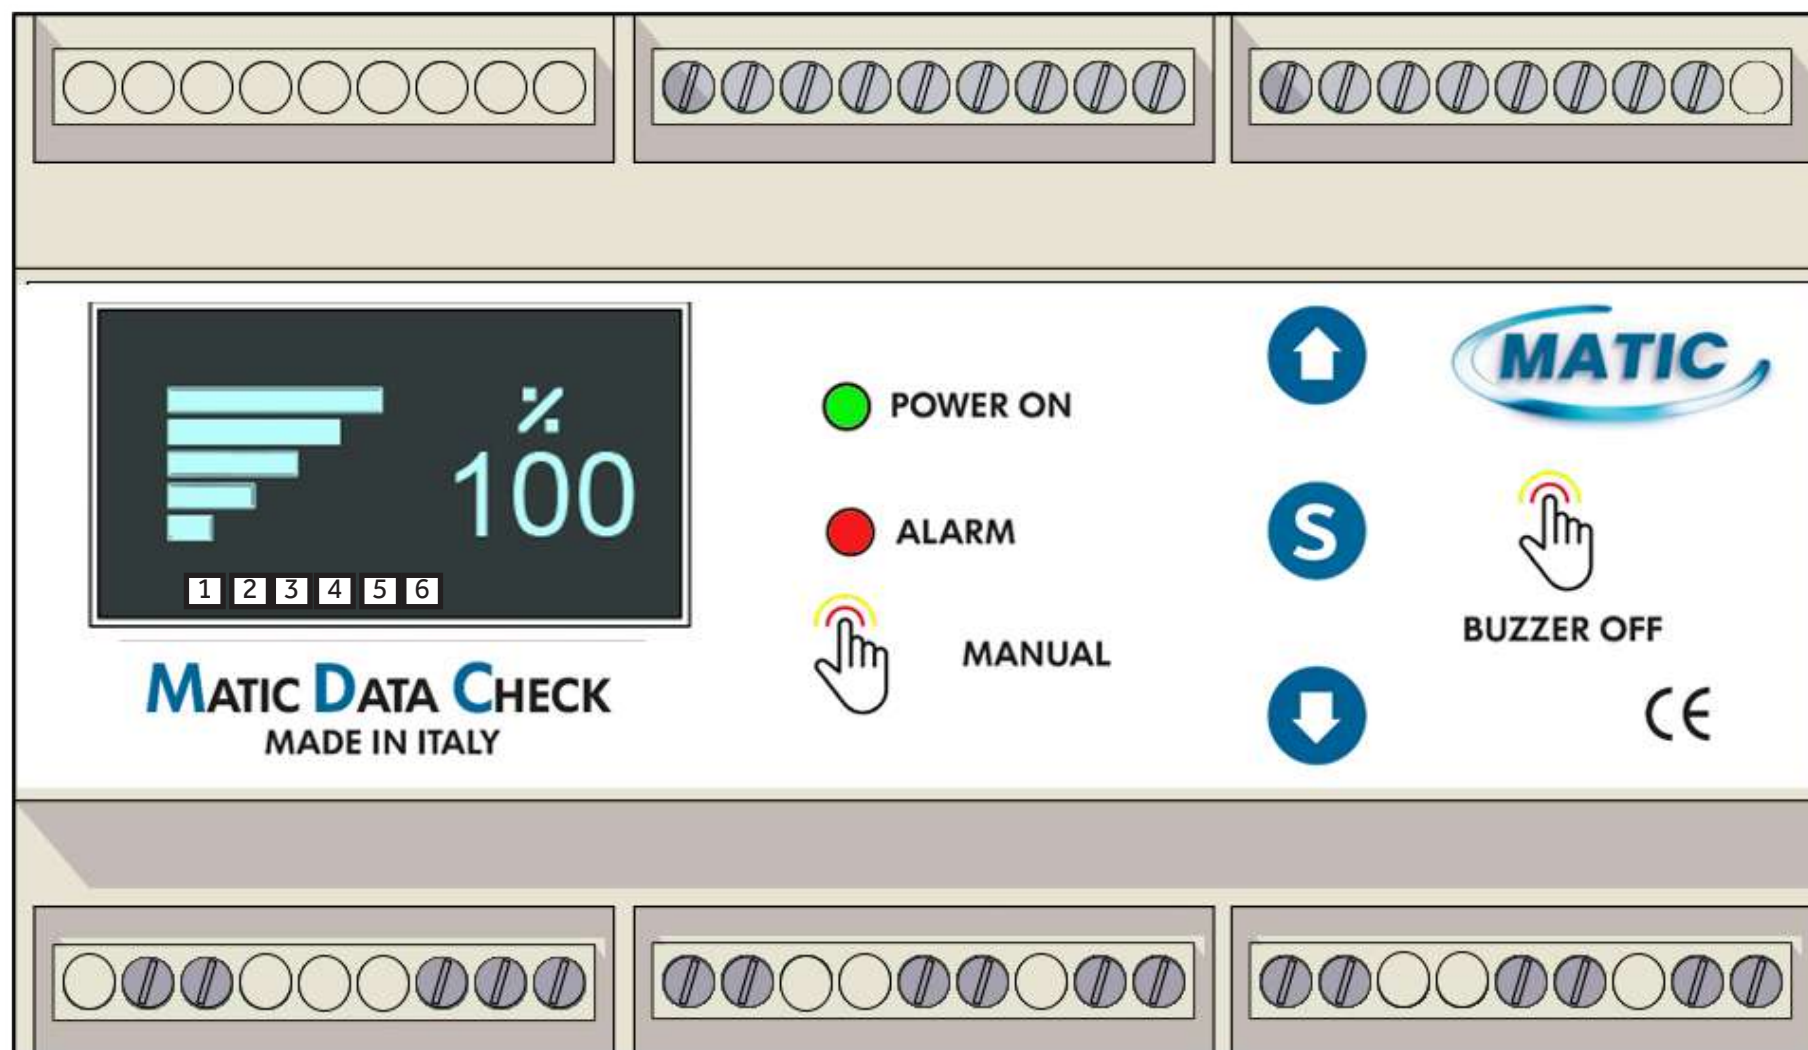 %
100
1 2 3 4 5 6
MATIC DATA CHECK
MADE IN ITALY
POWER ON
ALARM
MANUAL
S
MATIC
BUZZER OFF
CE